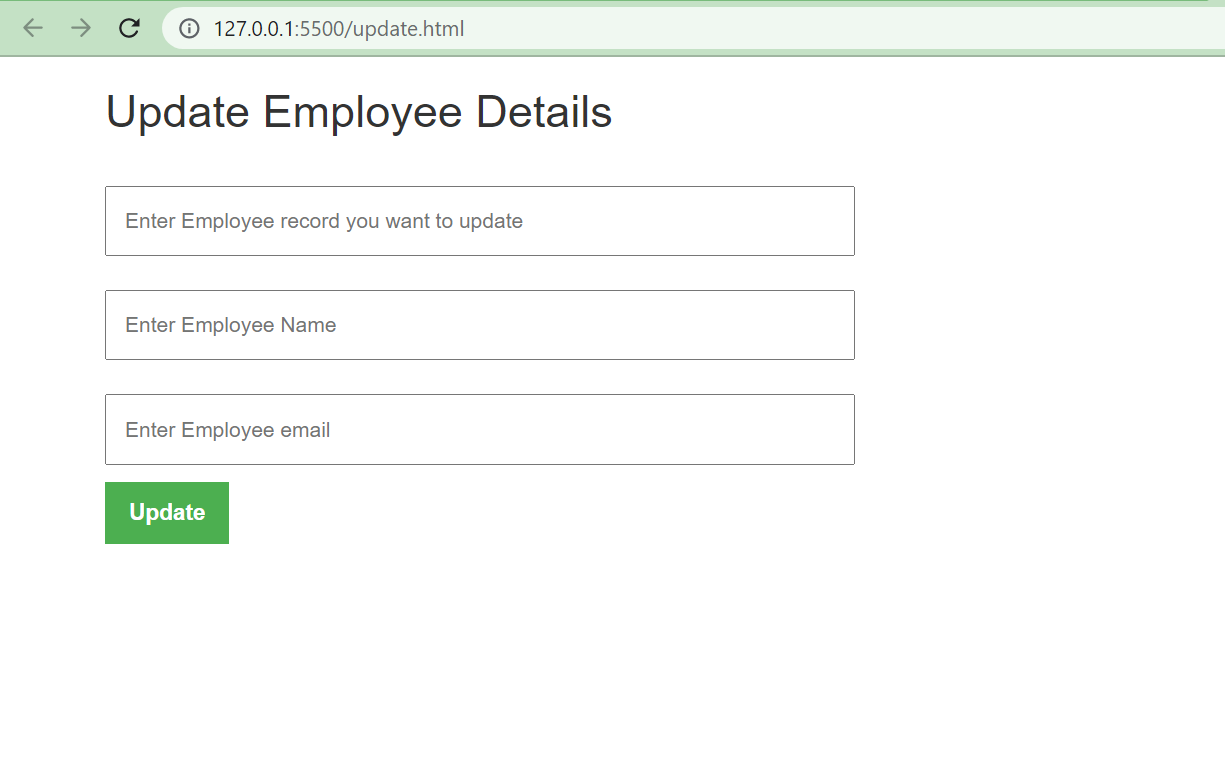 127.0.0.1:5500/update.html
Update Employee Details
Enter Employee record you want to update
Enter Employee Name
Enter Employee email
Update